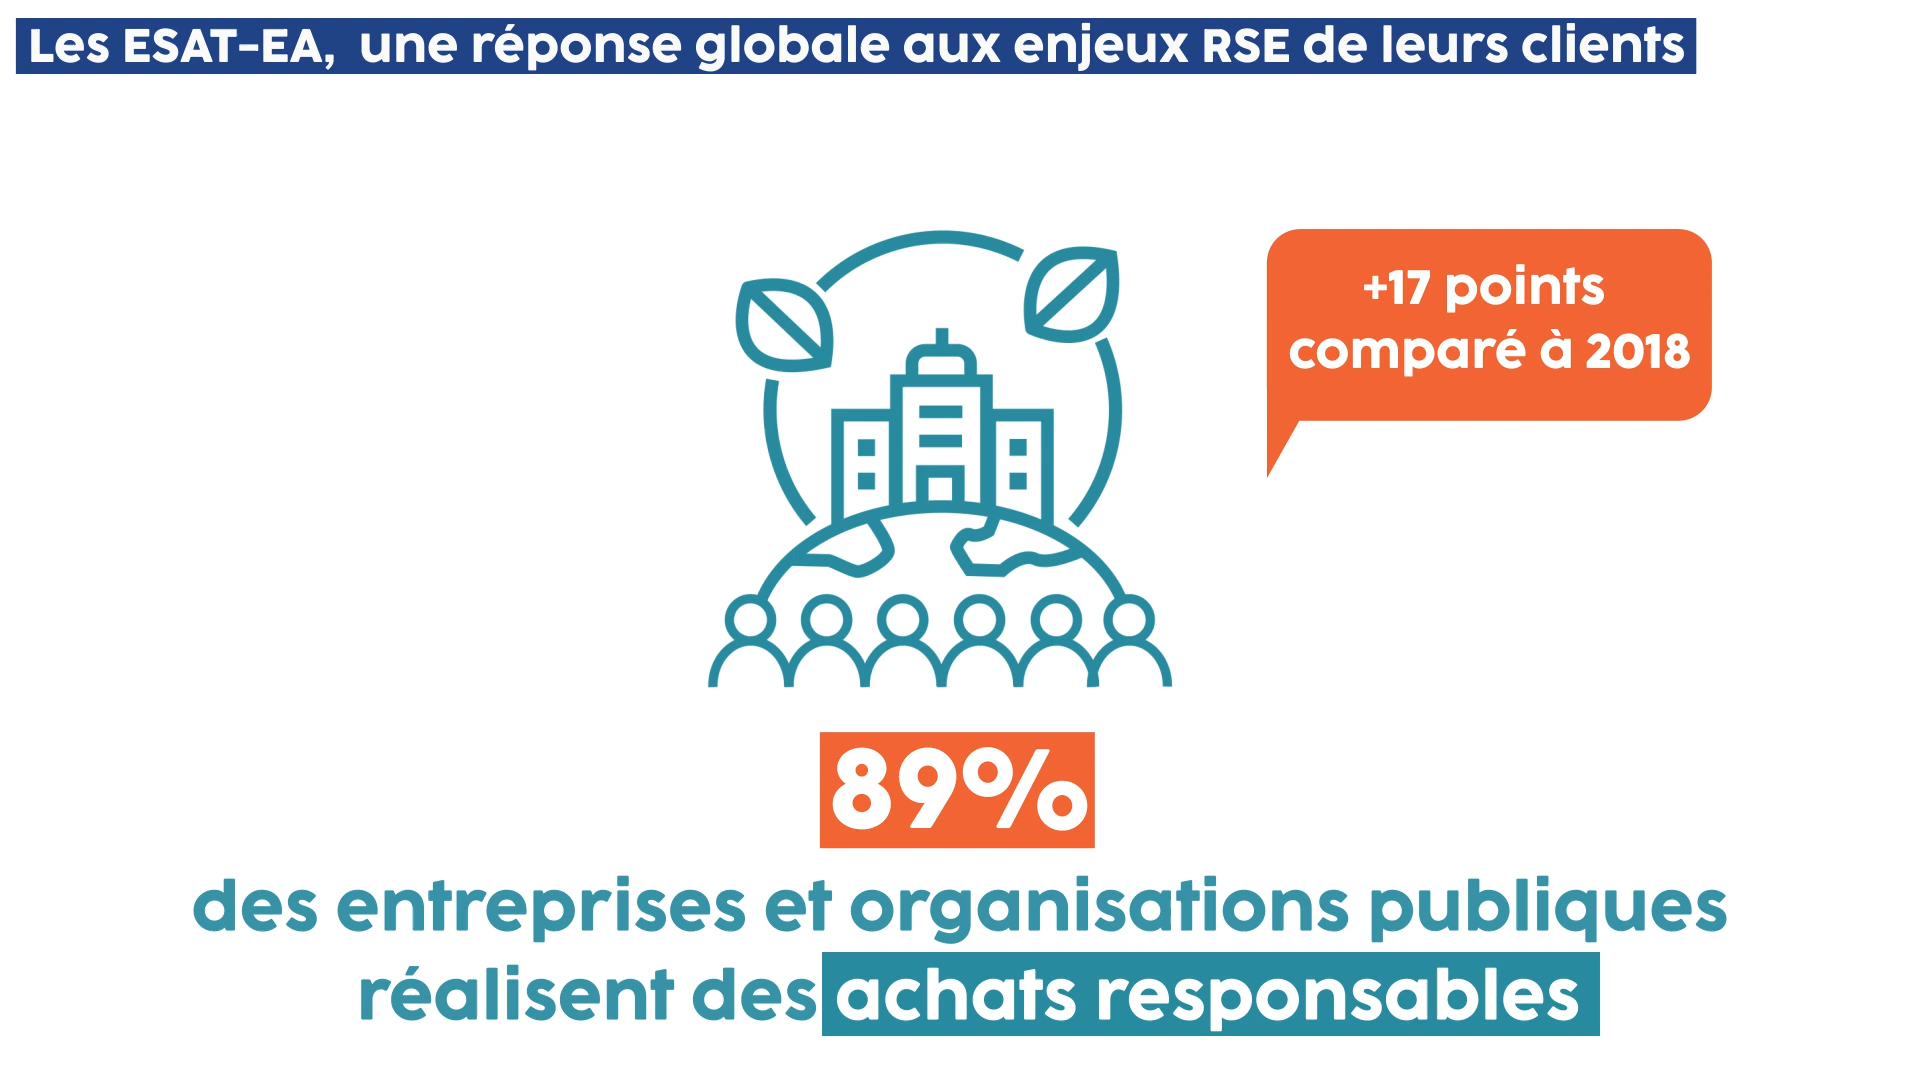 Les ESAT-EA, une réponse globale aux enjeux RSE de leurs clients
+17 points
comparé à 2018
89%
des entreprises et organisations publiques
réalisent des achats responsables